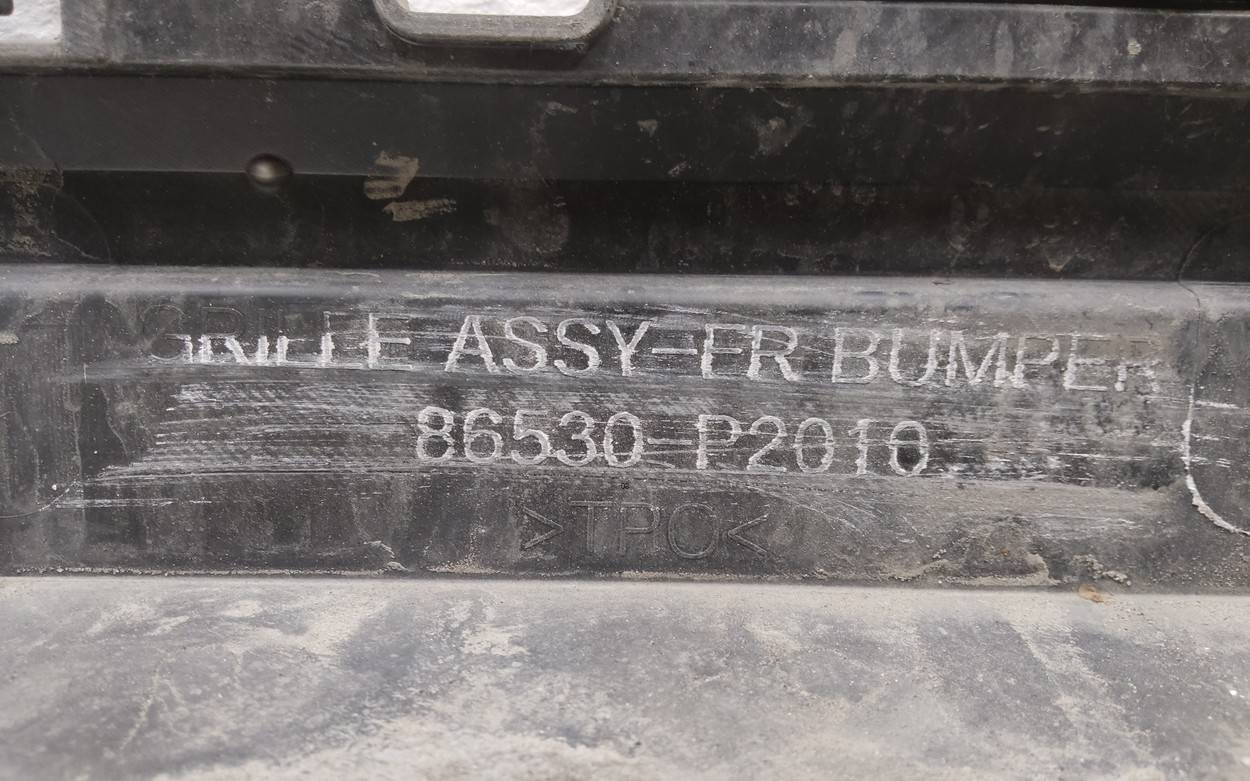 GRILLE ASSY-FR BUMPER
86530-P2010
>TPO<